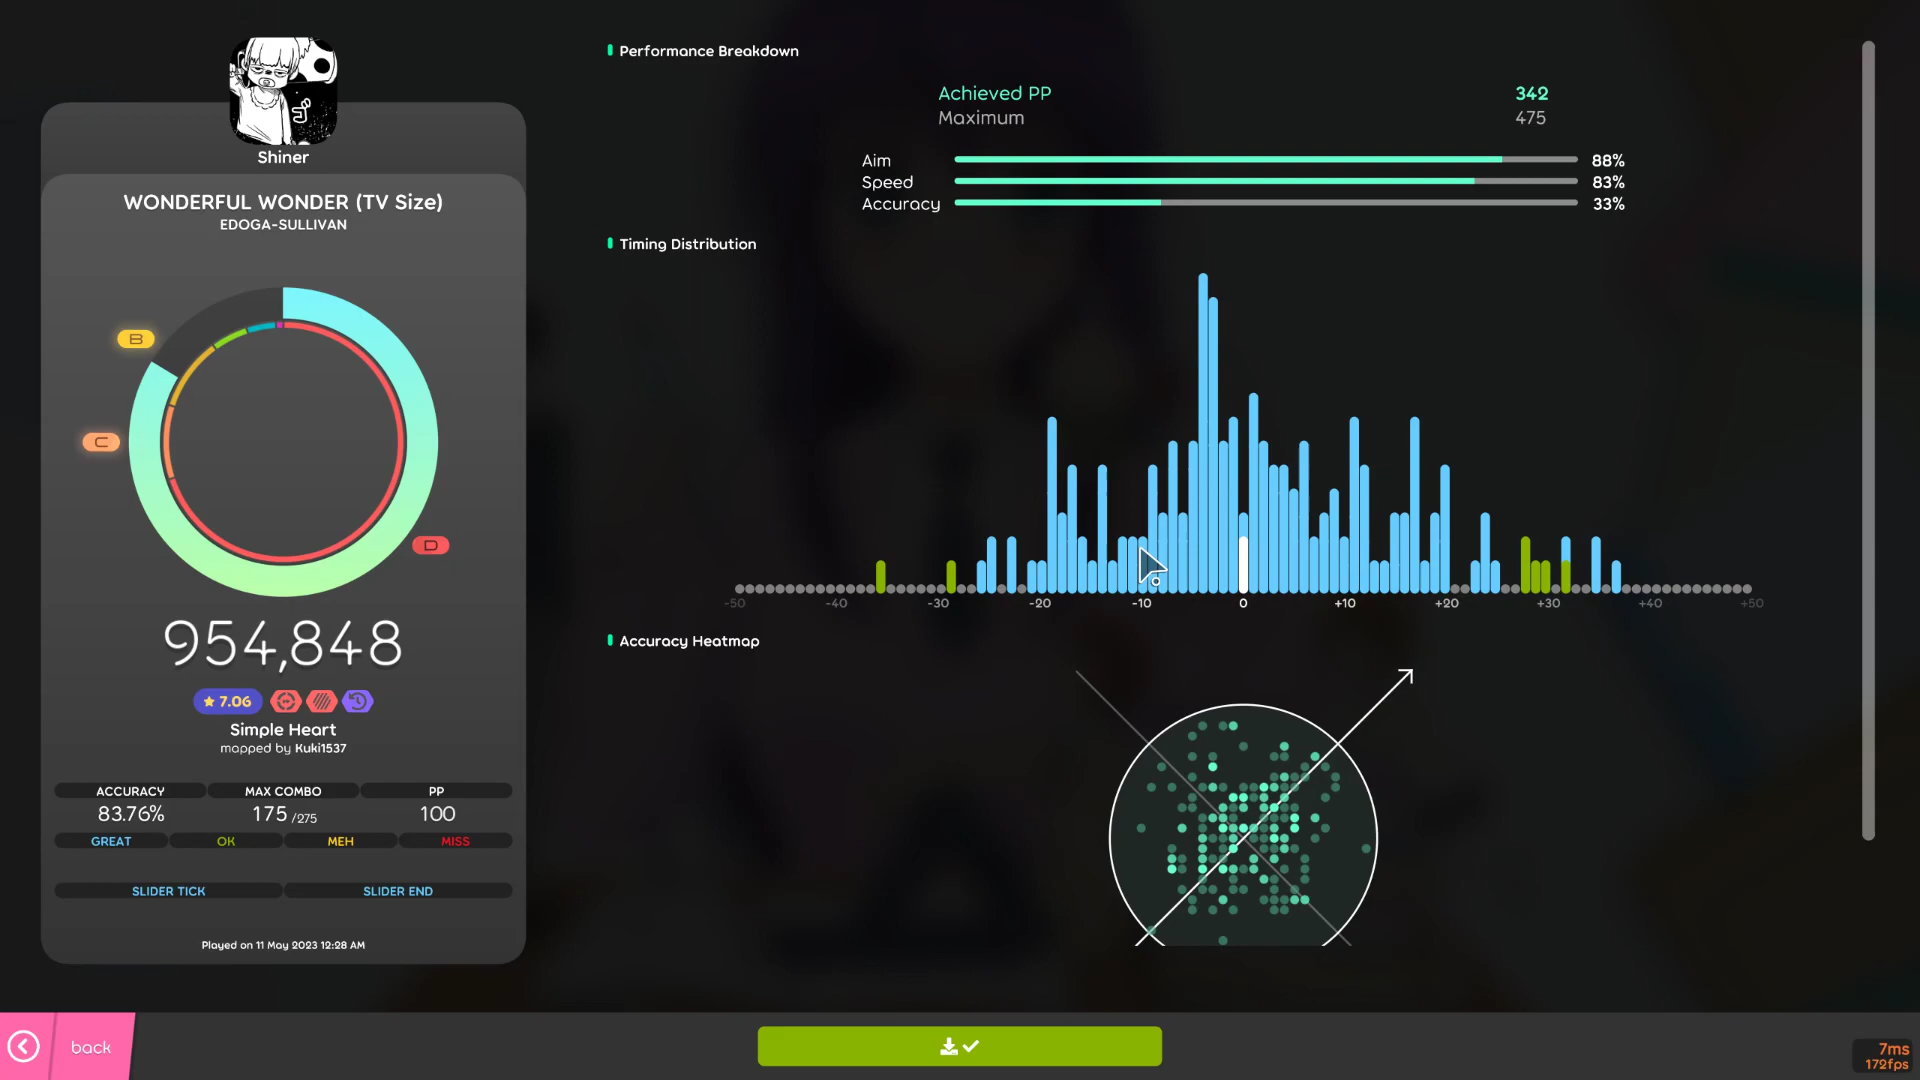 Shiner
WONDERFUL WONDER (TV Size)
EDOGA-SULLIVAN
B
C
D
954,848
7.06
Simple Heart
mapped by Kuki1537
ACCURACY MAX COMBO PP
83.76% 175 /275 100
GREAT OK MEH MISS
SLIDER TICK SLIDER END
Played on 11 May 2023 12:28 AM
Performance Breakdown
Achieved PP 342
Maximum 475
Aim 88%
Speed 83%
Accuracy 33%
Timing Distribution
-50 -40 -30 -20 -10 0 +10 +20 +30 +40 +50
Accuracy Heatmap
back
7ms
172fps